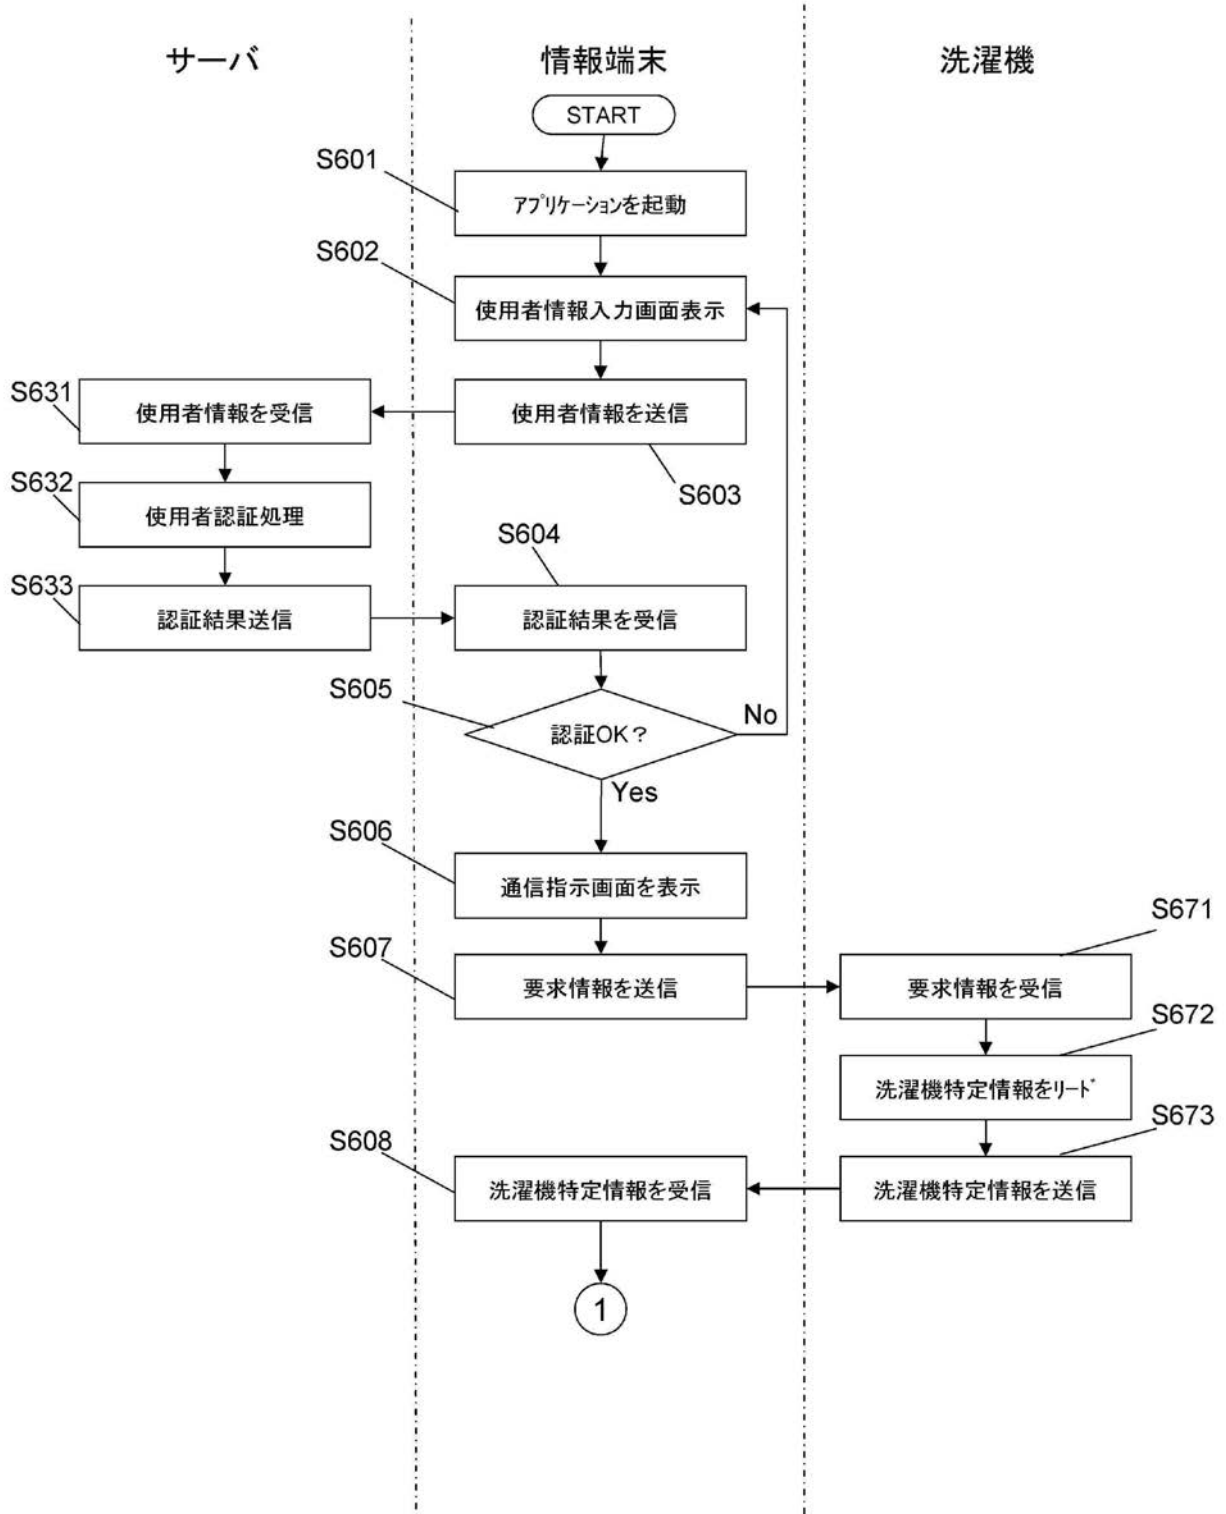 サーバ
情報端末
洗濯機
START
S601
アプリケーションを起動
S602
使用者情報入力画面表示
S631
使用者情報を受信
使用者情報を送信
S603
S632
使用者認証処理
S604
S633
認証結果送信
認証結果を受信
S605
認証OK？
No
Yes
S606
通信指示画面を表示
S607
要求情報を送信
S671
要求情報を受信
S672
洗濯機特定情報をリード
S673
S608
洗濯機特定情報を受信
洗濯機特定情報を送信
1